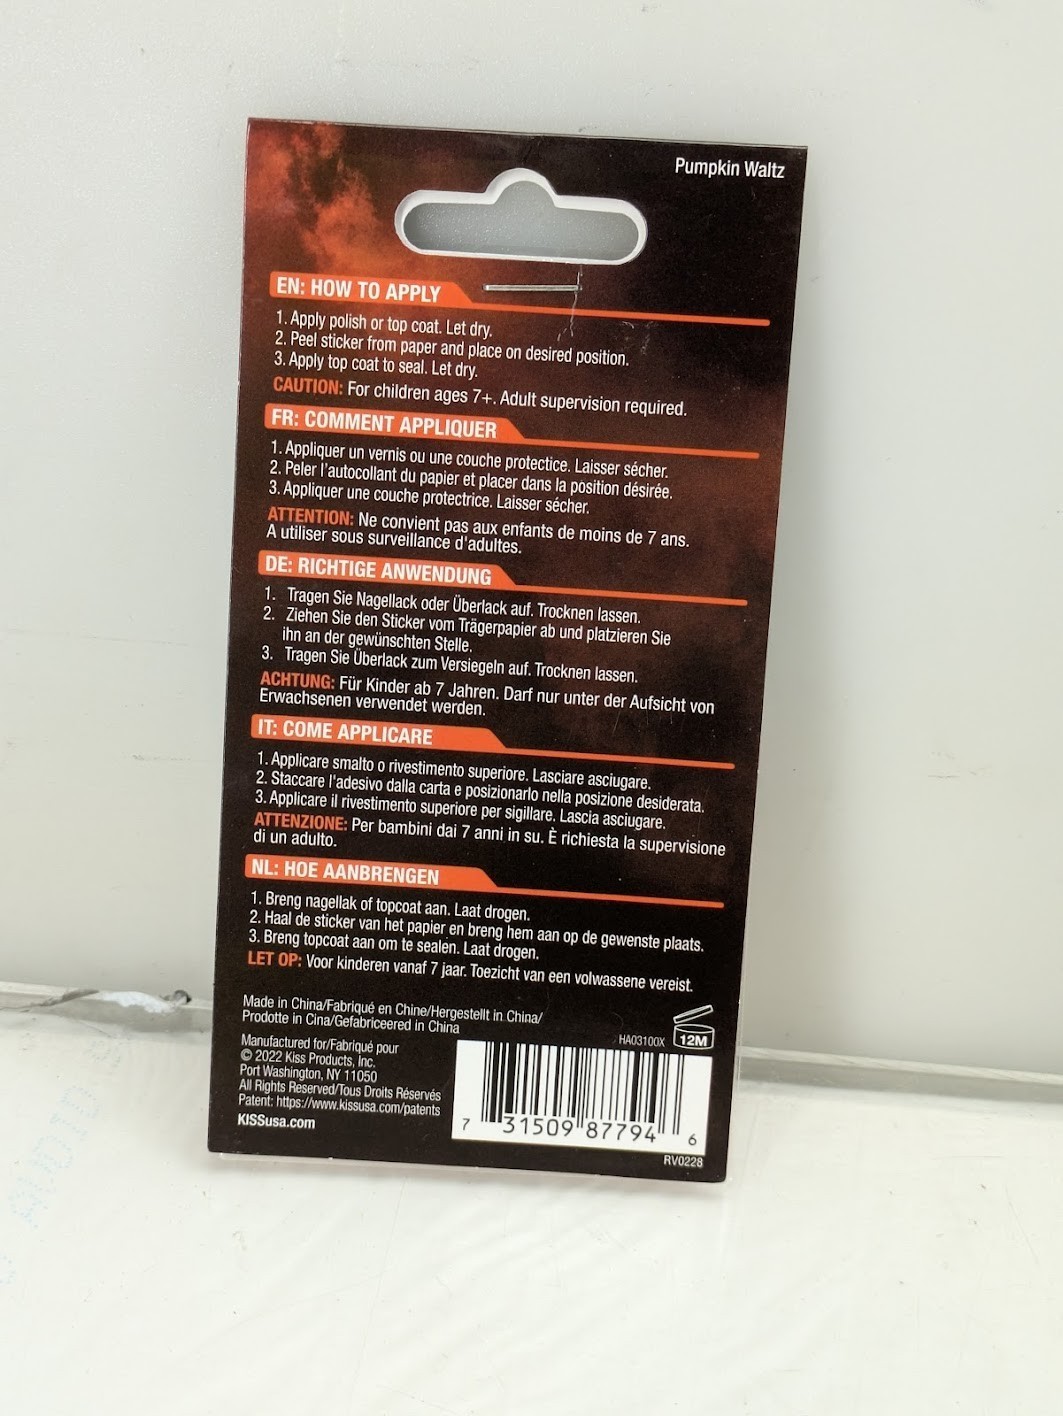 Pumpkin Waltz
EN: HOW TO APPLY
1. Apply polish or top coat. Let dry.
2. Peel sticker from paper and place on desired position.
3. Apply top coat to seal. Let dry.
CAUTION: For children ages 7+. Adult supervision required.
FR: COMMENT APPLIQUER
1. Appliquer un vernis ou une couche protectice. Laisser sécher.
2. Peler l'autocollant du papier et placer dans la position désirée.
3. Appliquer une couche protectrice. Laisser sécher.
ATTENTION: Ne convient pas aux enfants de moins de 7 ans.
A utiliser sous surveillance d'adultes.
DE: RICHTIGE ANWENDUNG
1. Tragen Sie Nagellack oder Überlack auf. Trocknen lassen.
2. Ziehen Sie den Sticker vom Trägerpapier ab und platzieren Sie
ihn an der gewünschten Stelle.
3. Tragen Sie Überlack zum Versiegeln auf. Trocknen lassen.
ACHTUNG: Für Kinder ab 7 Jahren. Darf nur unter der Aufsicht von
Erwachsenen verwendet werden.
IT: COME APPLICARE
1. Applicare smalto o rivestimento superiore. Lasciare asciugare.
2. Staccare l'adesivo dalla carta e posizionarlo nella posizione desiderata.
3. Applicare il rivestimento superiore per sigillare. Lascia asciugare.
ATTENZIONE: Per bambini dai 7 anni in su. È richiesta la supervisione
di un adulto.
NL: HOE AANBRENGEN
1. Breng nagellak of topcoat aan. Laat drogen.
2. Haal de sticker van het papier en breng hem aan op de gewenste plaats.
3. Breng topcoat aan om te sealen. Laat drogen.
LET OP: Voor kinderen vanaf 7 jaar. Toezicht van een volwassene vereist.
Made in China/Fabriqué en Chine/Hergestellt in China/
Prodotte in Cina/Gefabriceerd in China
Manufactured for/Fabriqué pour
© 2022 Kiss Products, Inc.
Port Washington, NY 11050
All Rights Reserved/Tous Droits Réservés
Patent: https://www.kissusa.com/patents
KISSusa.com
HA03100X
12M
7 31509 87794 6
RV0228